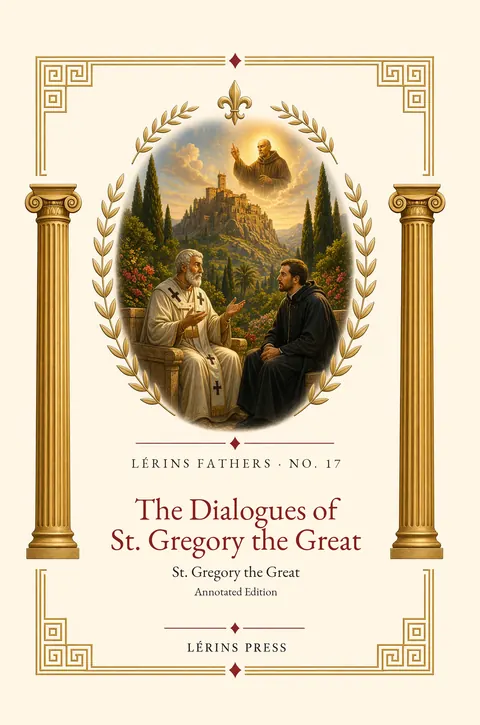 LÉRINS FATHERS · NO. 17
The Dialogues of
St. Gregory the Great
St. Gregory the Great
Annotated Edition
LÉRINS PRESS